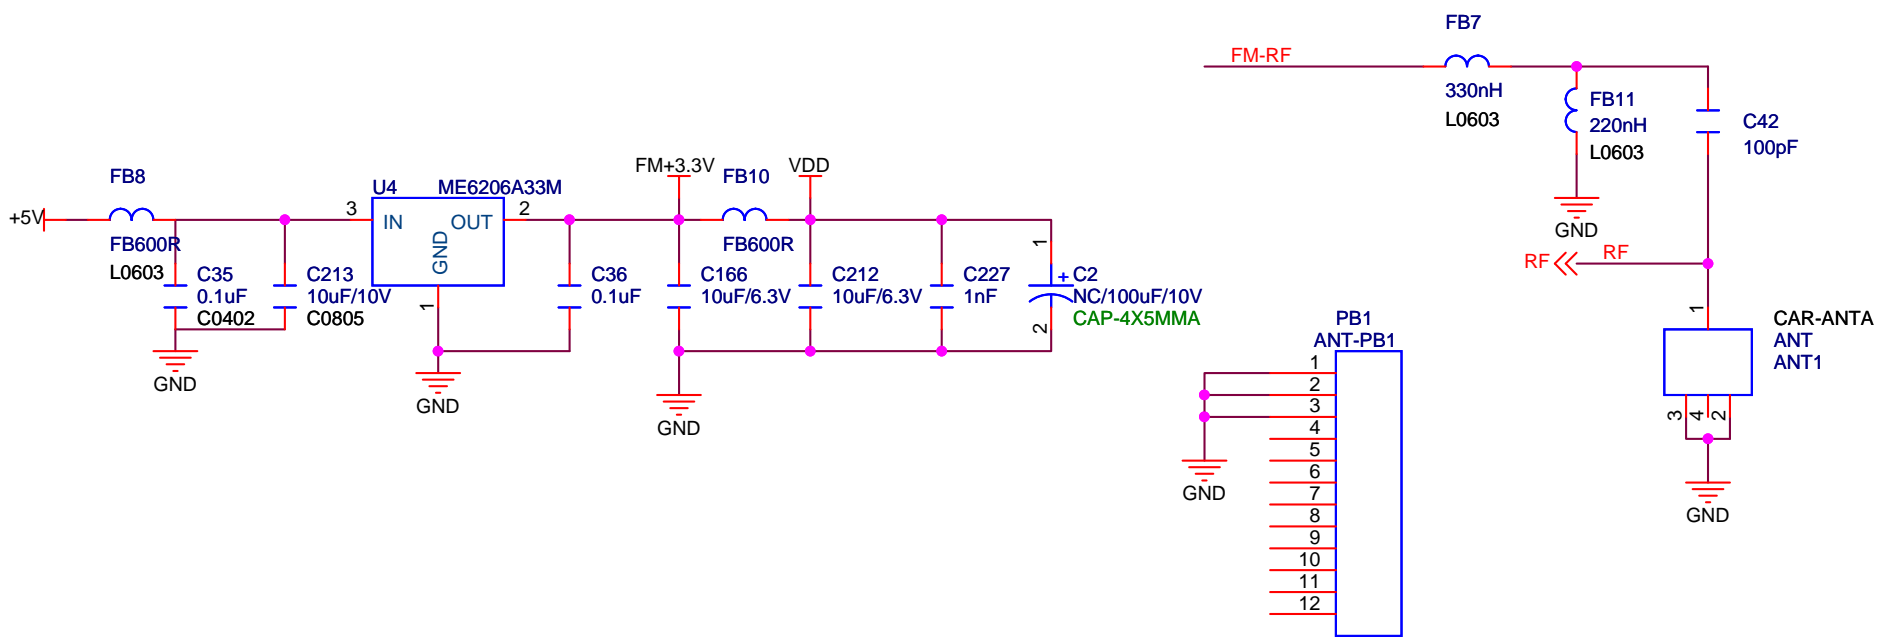 FB7
FM-RF
330nH
L0603
FB11
220nH
L0603
C42
100pF
GND
RF
RF
1
CAR-ANTA
ANT
ANT1
3
4
2
GND
+5V
FB8
FB600R
L0603
C35
0.1uF
C0402
C213
10uF/10V
C0805
GND
U4
ME6206A33M
3
IN
OUT
2
GND
1
GND
C36
0.1uF
FM+3.3V
FB10
FB600R
VDD
C166
10uF/6.3V
C212
10uF/6.3V
C227
1nF
1
+
C2
NC/100uF/10V
CAP-4X5MMA
2
GND
PB1
ANT-PB1
1
2
3
4
5
6
7
8
9
10
11
12
GND